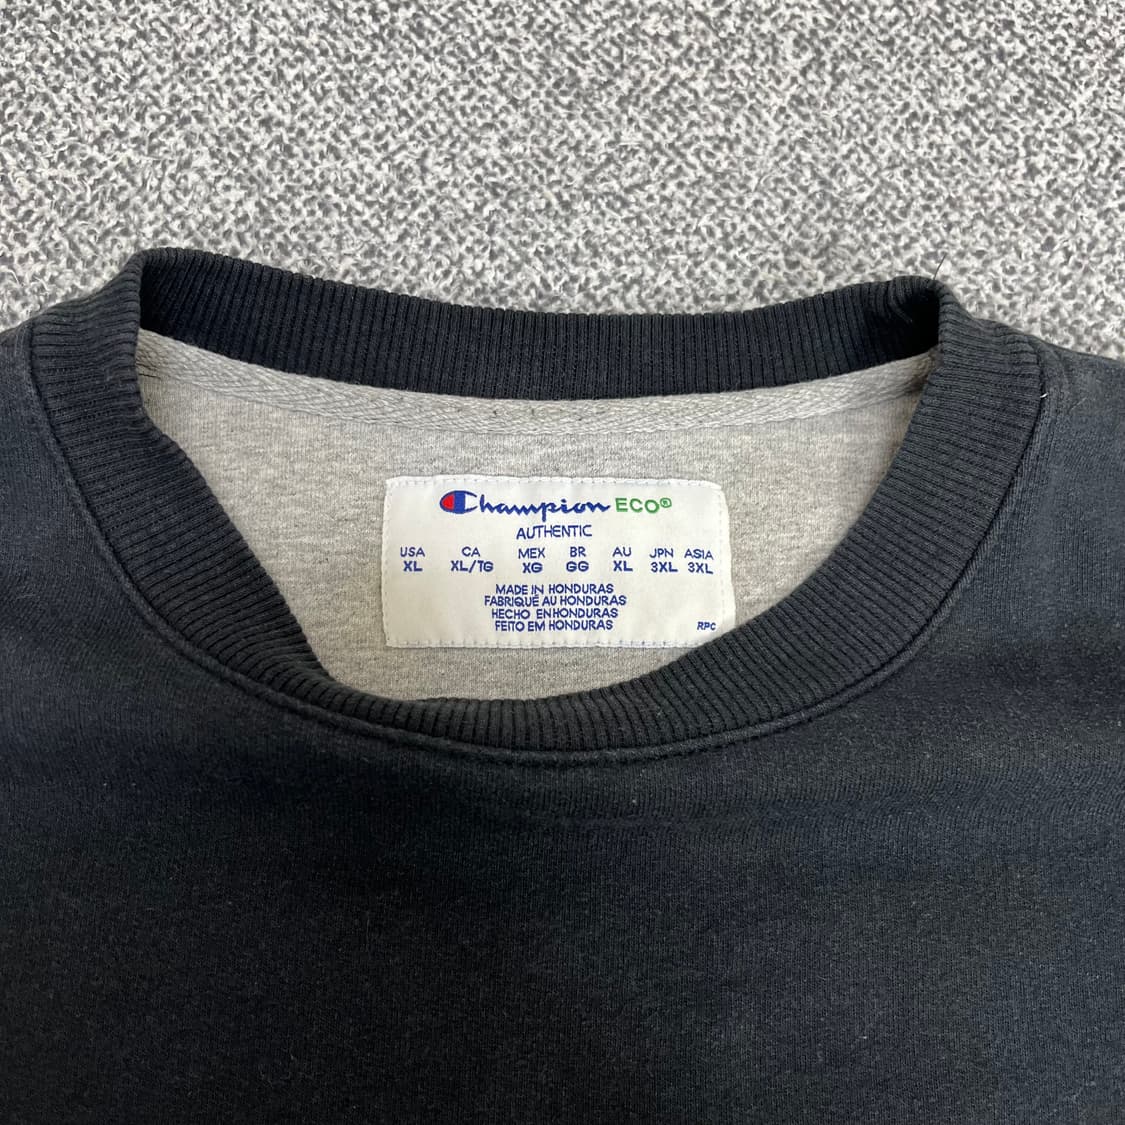 Champion ECO®
AUTHENTIC
USA CA MEX BR AU JPN ASIA
XL XL/TG XG GG XL 3XL 3XL
MADE IN HONDURAS
FABRIQUÉ AU HONDURAS
HECHO EN HONDURAS
FEITO EM HONDURAS
RPC